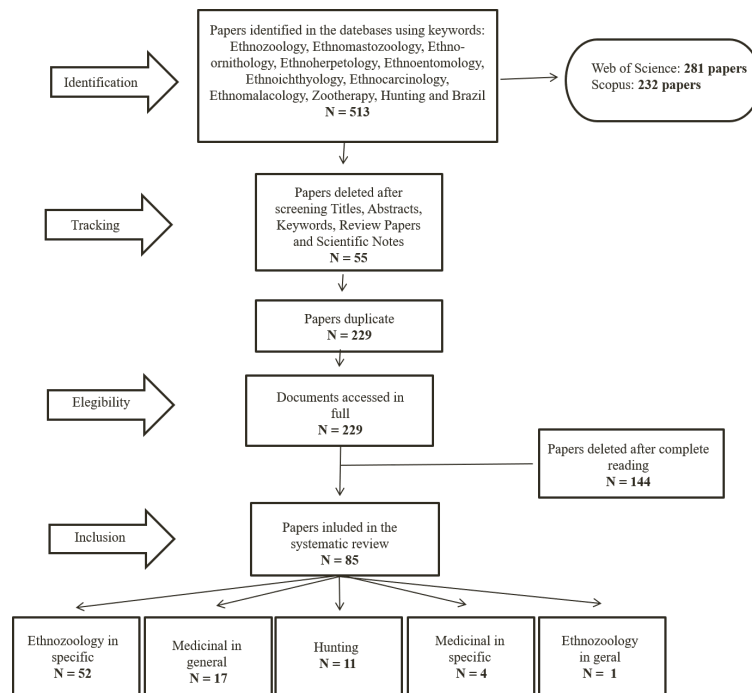 Identification
Papers identified in the datebases using keywords:
Ethnozoology, Ethnomastozoology, Ethno-
ornithology, Ethnoherpetology, Ethnoentomology,
Ethnoichthyology, Ethnocarcinology,
Ethnomalacology, Zootherapy, Hunting and Brazil
N = 513
Web of Science: 281 papers
Scopus: 232 papers
Tracking
Papers deleted after
screening Titles, Abstracts,
Keywords, Review Papers
and Scientific Notes
N = 55
Papers duplicate
N = 229
Elegibility
Documents accessed in
full
N = 229
Papers deleted after complete
reading
N = 144
Inclusion
Papers inluded in the
systematic review
N = 85
Ethnozoology in
specific
N = 52
Medicinal in
general
N = 17
Hunting
N = 11
Medicinal in
specific
N = 4
Ethnozoology
in geral
N = 1